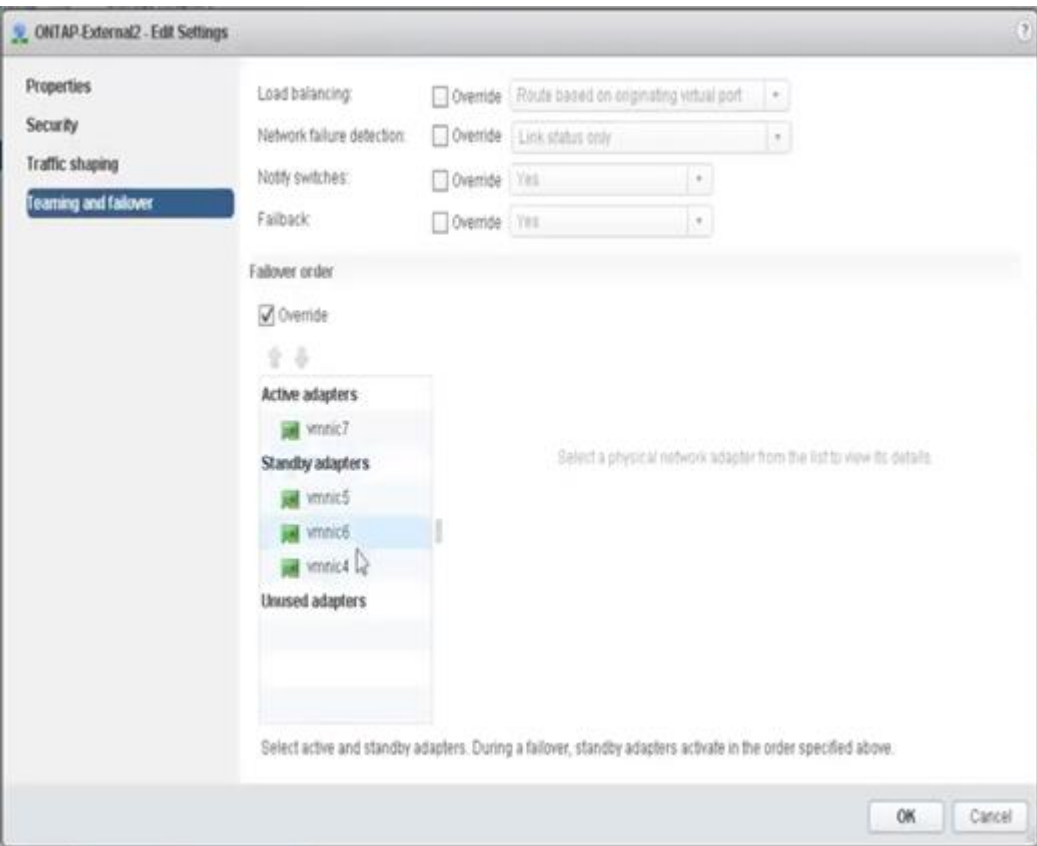 ONTAP-External2 - Edit Settings
?
Properties
Security
Traffic shaping
Teaming and failover
Load balancing: Override Route based on originating virtual port
Network failure detection: Override Link status only
Notify switches: Override Yes
Failback: Override Yes
Failover order
Override
Active adapters
vmnic7
Standby adapters
vmnic5
vmnic6
vmnic4
Unused adapters
Select a physical network adapter from the list to view its details.
Select active and standby adapters. During a failover, standby adapters activate in the order specified above.
OK Cancel